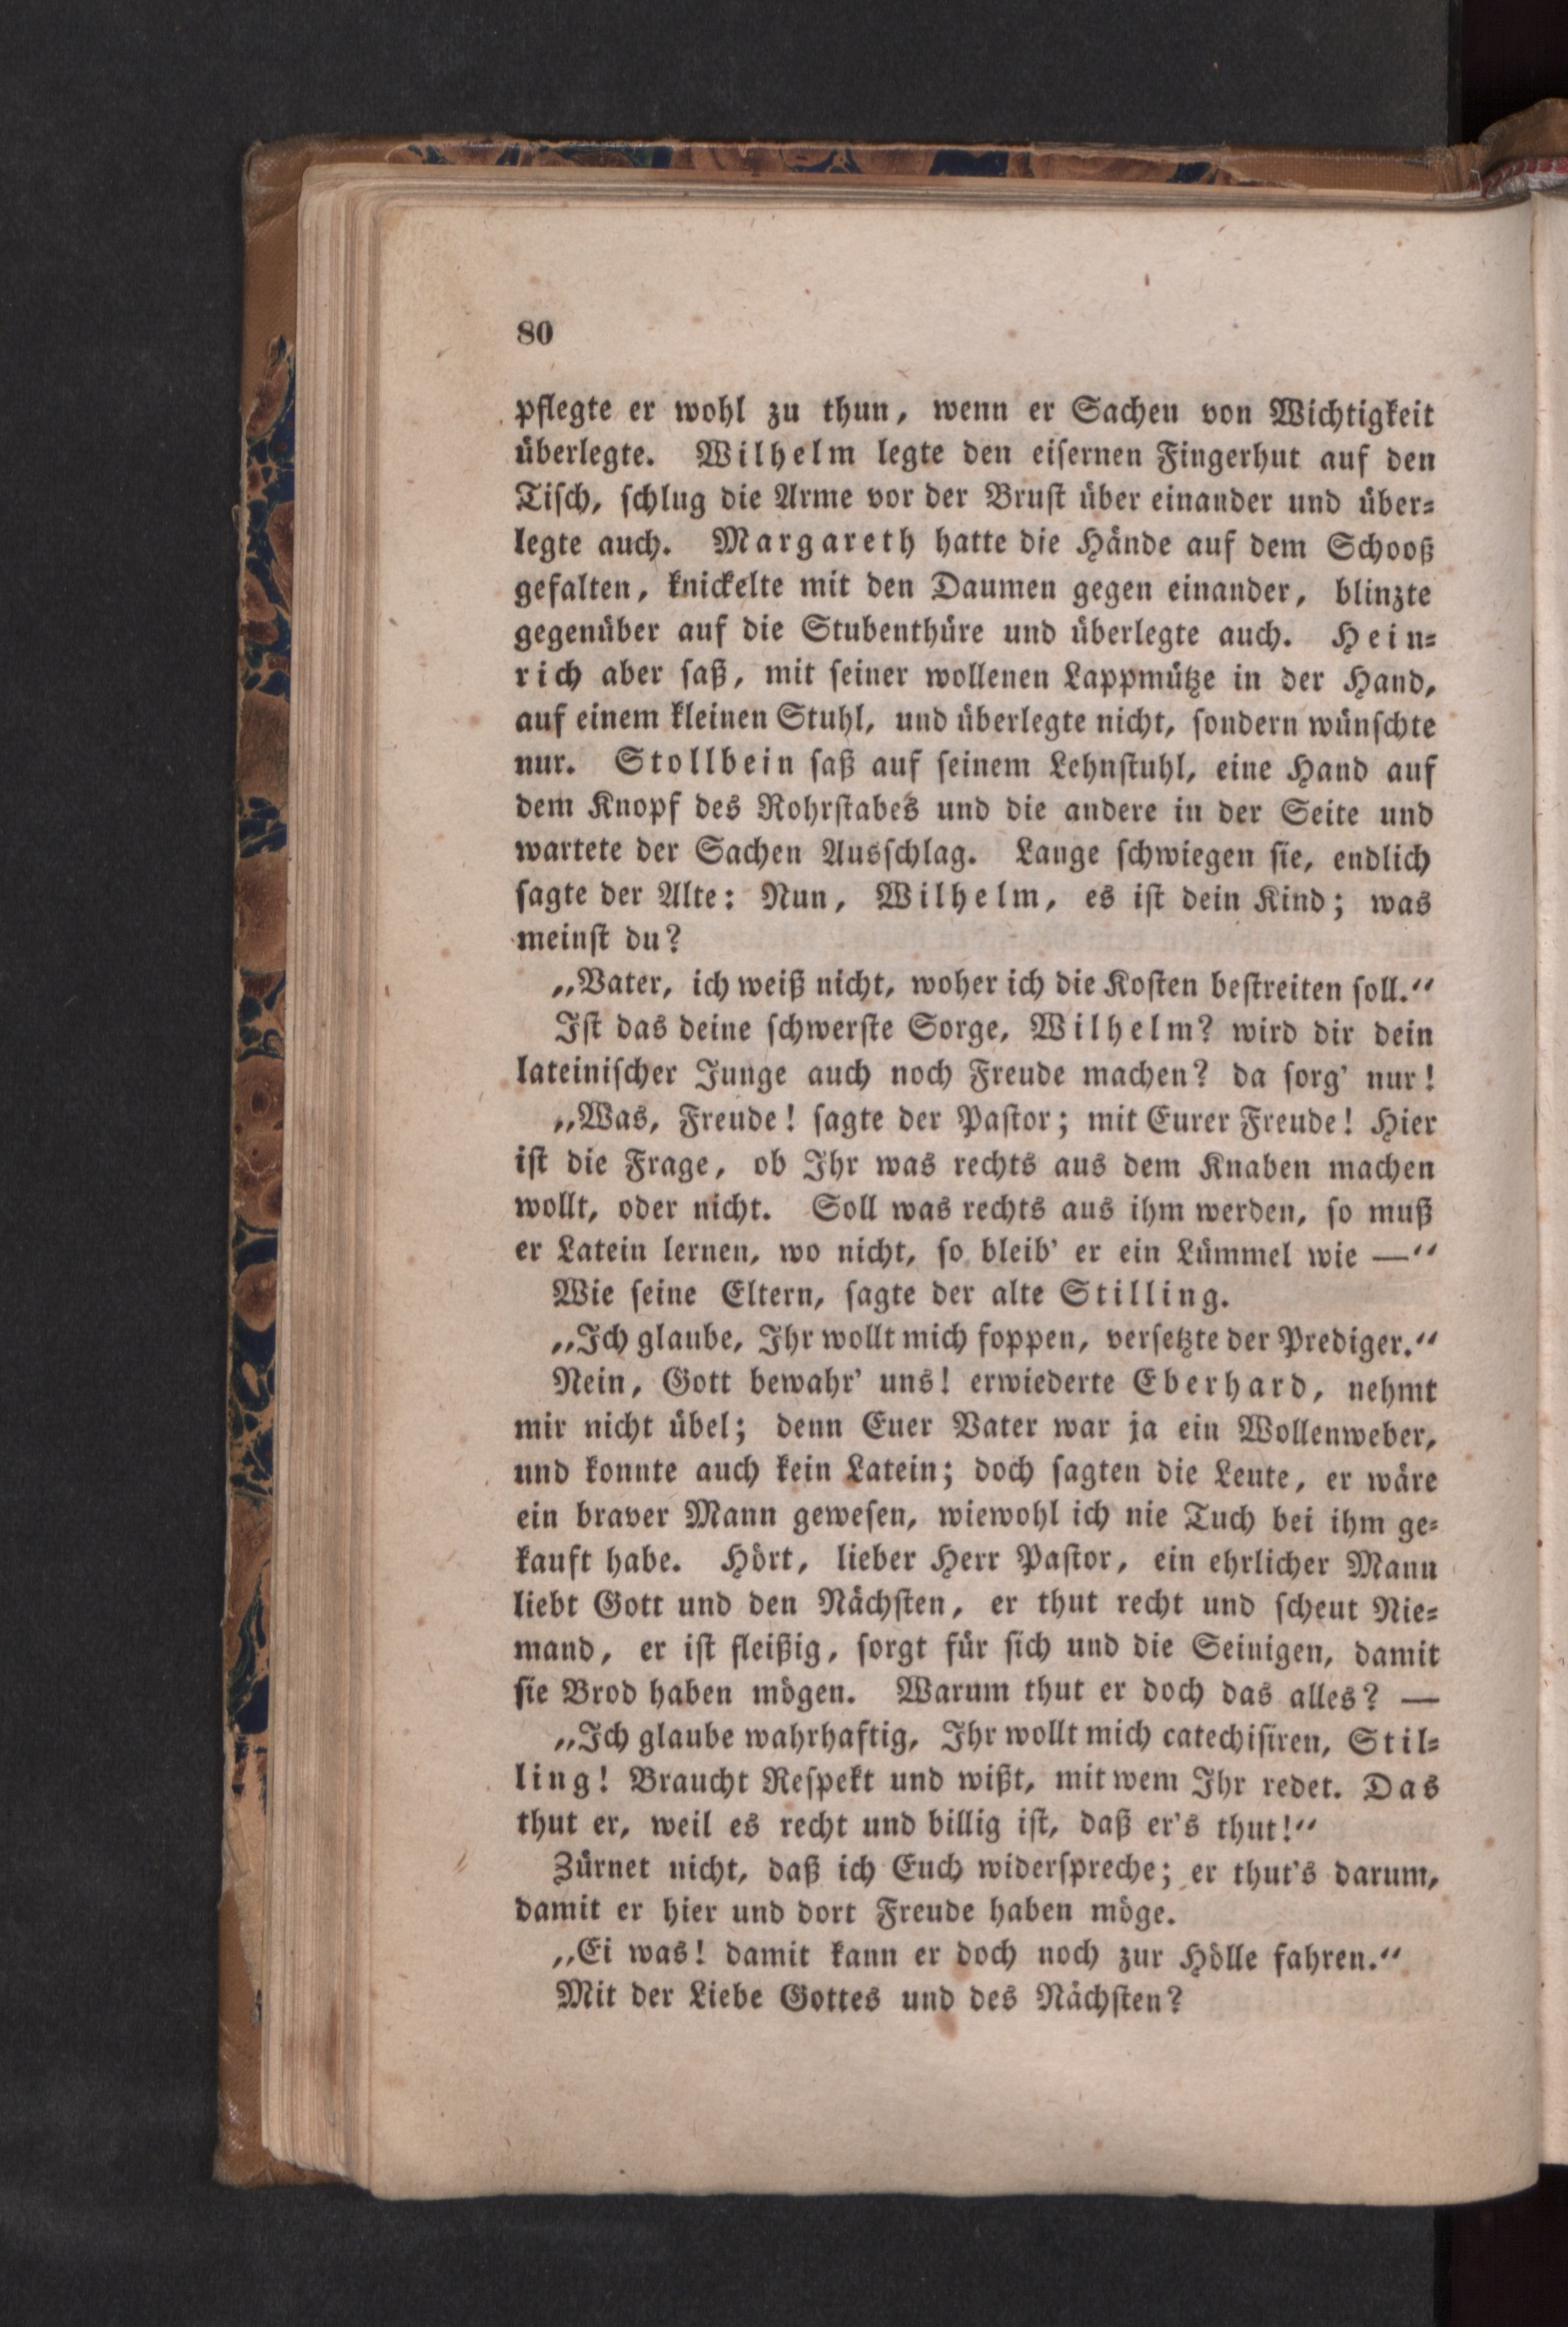 80
pflegte er wohl zu thun, wenn er Sachen von Wichtigkeit
überlegte. Wilhelm legte den eisernen Fingerhut auf den
Tisch, schlug die Arme vor der Brust über einander und über=
legte auch. Margareth hatte die Hände auf dem Schooß
gefalten, knickelte mit den Daumen gegen einander, blinzte
gegenüber auf die Stubenthüre und überlegte auch. Hein=
rich aber saß, mit seiner wollenen Lappmütze in der Hand,
auf einem kleinen Stuhl, und überlegte nicht, sondern wünschte
nur. Stollbein saß auf seinem Lehnstuhl, eine Hand auf
dem Knopf des Rohrstabes und die andere in der Seite und
wartete der Sachen Ausschlag. Lange schwiegen sie, endlich
sagte der Alte: Nun, Wilhelm, es ist dein Kind; was
meinst du?
„Vater, ich weiß nicht, woher ich die Kosten bestreiten soll.“
Ist das deine schwerste Sorge, Wilhelm? wird dir dein
lateinischer Junge auch noch Freude machen? da sorg' nur!
„Was, Freude! sagte der Pastor; mit Eurer Freude! Hier
ist die Frage, ob Ihr was rechts aus dem Knaben machen
wollt, oder nicht. Soll was rechts aus ihm werden, so muß
er Latein lernen, wo nicht, so bleib' er ein Lümmel wie —“
Wie seine Eltern, sagte der alte Stilling.
„Ich glaube, Ihr wollt mich foppen, versetzte der Prediger.“
Nein, Gott bewahr' uns! erwiederte Eberhard, nehmt
mir nicht übel; denn Euer Vater war ja ein Wollenweber,
und konnte auch kein Latein; doch sagten die Leute, er wäre
ein braver Mann gewesen, wiewohl ich nie Tuch bei ihm ge=
kauft habe. Hört, lieber Herr Pastor, ein ehrlicher Mann
liebt Gott und den Nächsten, er thut recht und scheut Nie=
mand, er ist fleißig, sorgt für sich und die Seinigen, damit
sie Brod haben mögen. Warum thut er doch das alles? —
„Ich glaube wahrhaftig, Ihr wollt mich catechisiren, Stil=
ling! Braucht Respekt und wißt, mit wem Ihr redet. Das
thut er, weil es recht und billig ist, daß er's thut!“
Zürnet nicht, daß ich Euch widerspreche; er thut's darum,
damit er hier und dort Freude haben möge.
„Ei was! damit kann er doch noch zur Hölle fahren.“
Mit der Liebe Gottes und des Nächsten?